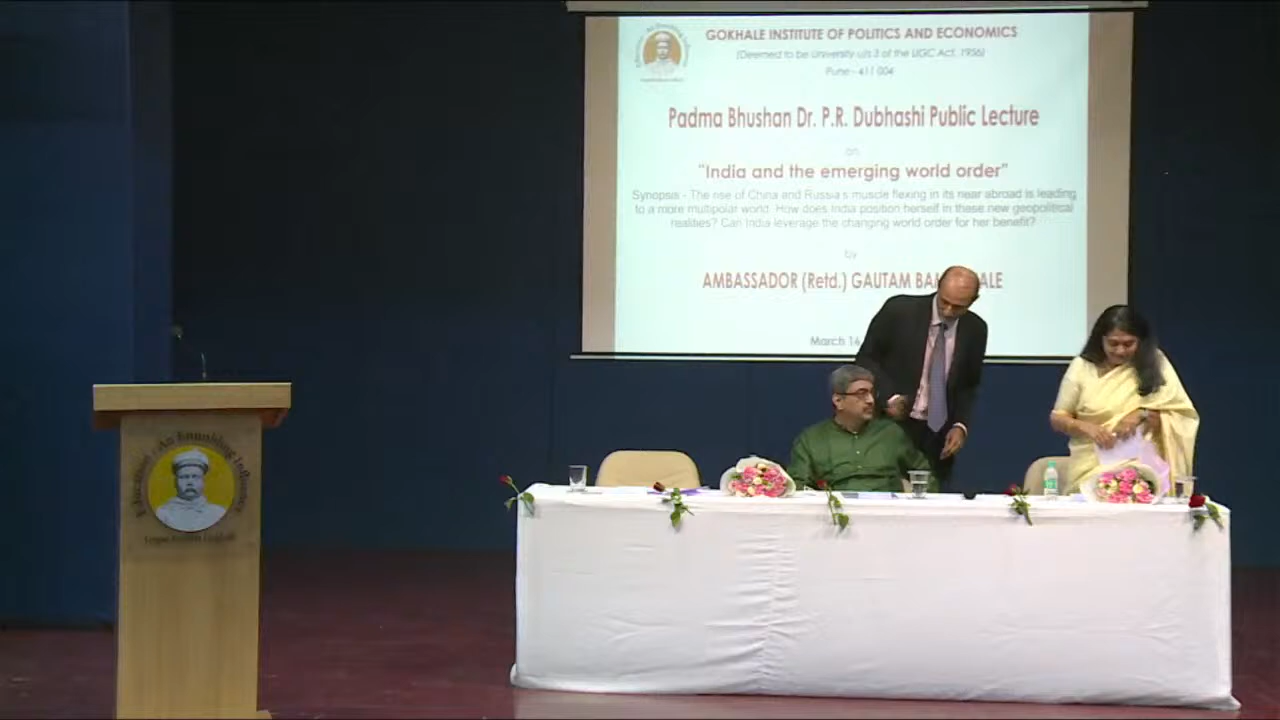 GOKHALE INSTITUTE OF POLITICS AND ECONOMICS
(Deemed to be University u/s 3 of the UGC Act, 1956)
Pune - 411 004
Padma Bhushan Dr. P.R. Dubhashi Public Lecture
on
"India and the emerging world order"
Synopsis - The rise of China and Russia's muscle flexing in its near abroad is leading
to a more multipolar world. How does India position herself in these new geopolitical
realities? Can India leverage the changing world order for her benefit?
by
AMBASSADOR (Retd.) GAUTAM
March